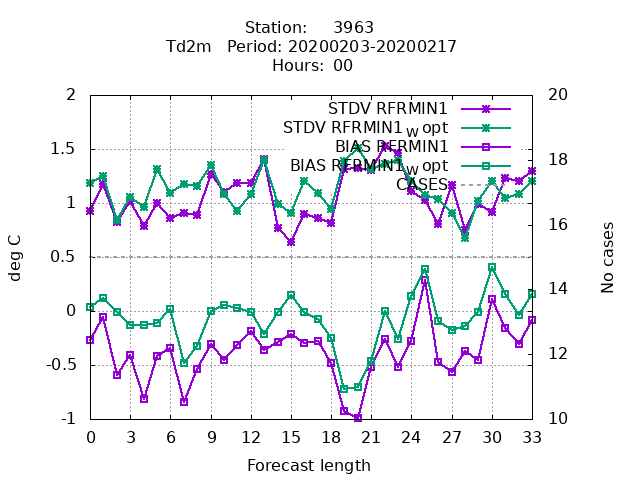 Station: 3963
Td2m Period: 20200203-20200217
Hours: 00
2
1.5
1
0.5
0
-0.5
-1
20
18
16
14
12
10
deg C
No cases
STDV RFRMIN1
STDV RFRMIN1w opt
BIAS RFRMIN1
BIAS RFRMIN1w opt
CASES
0 3 6 9 12 15 18 21 24 27 30 33
Forecast length